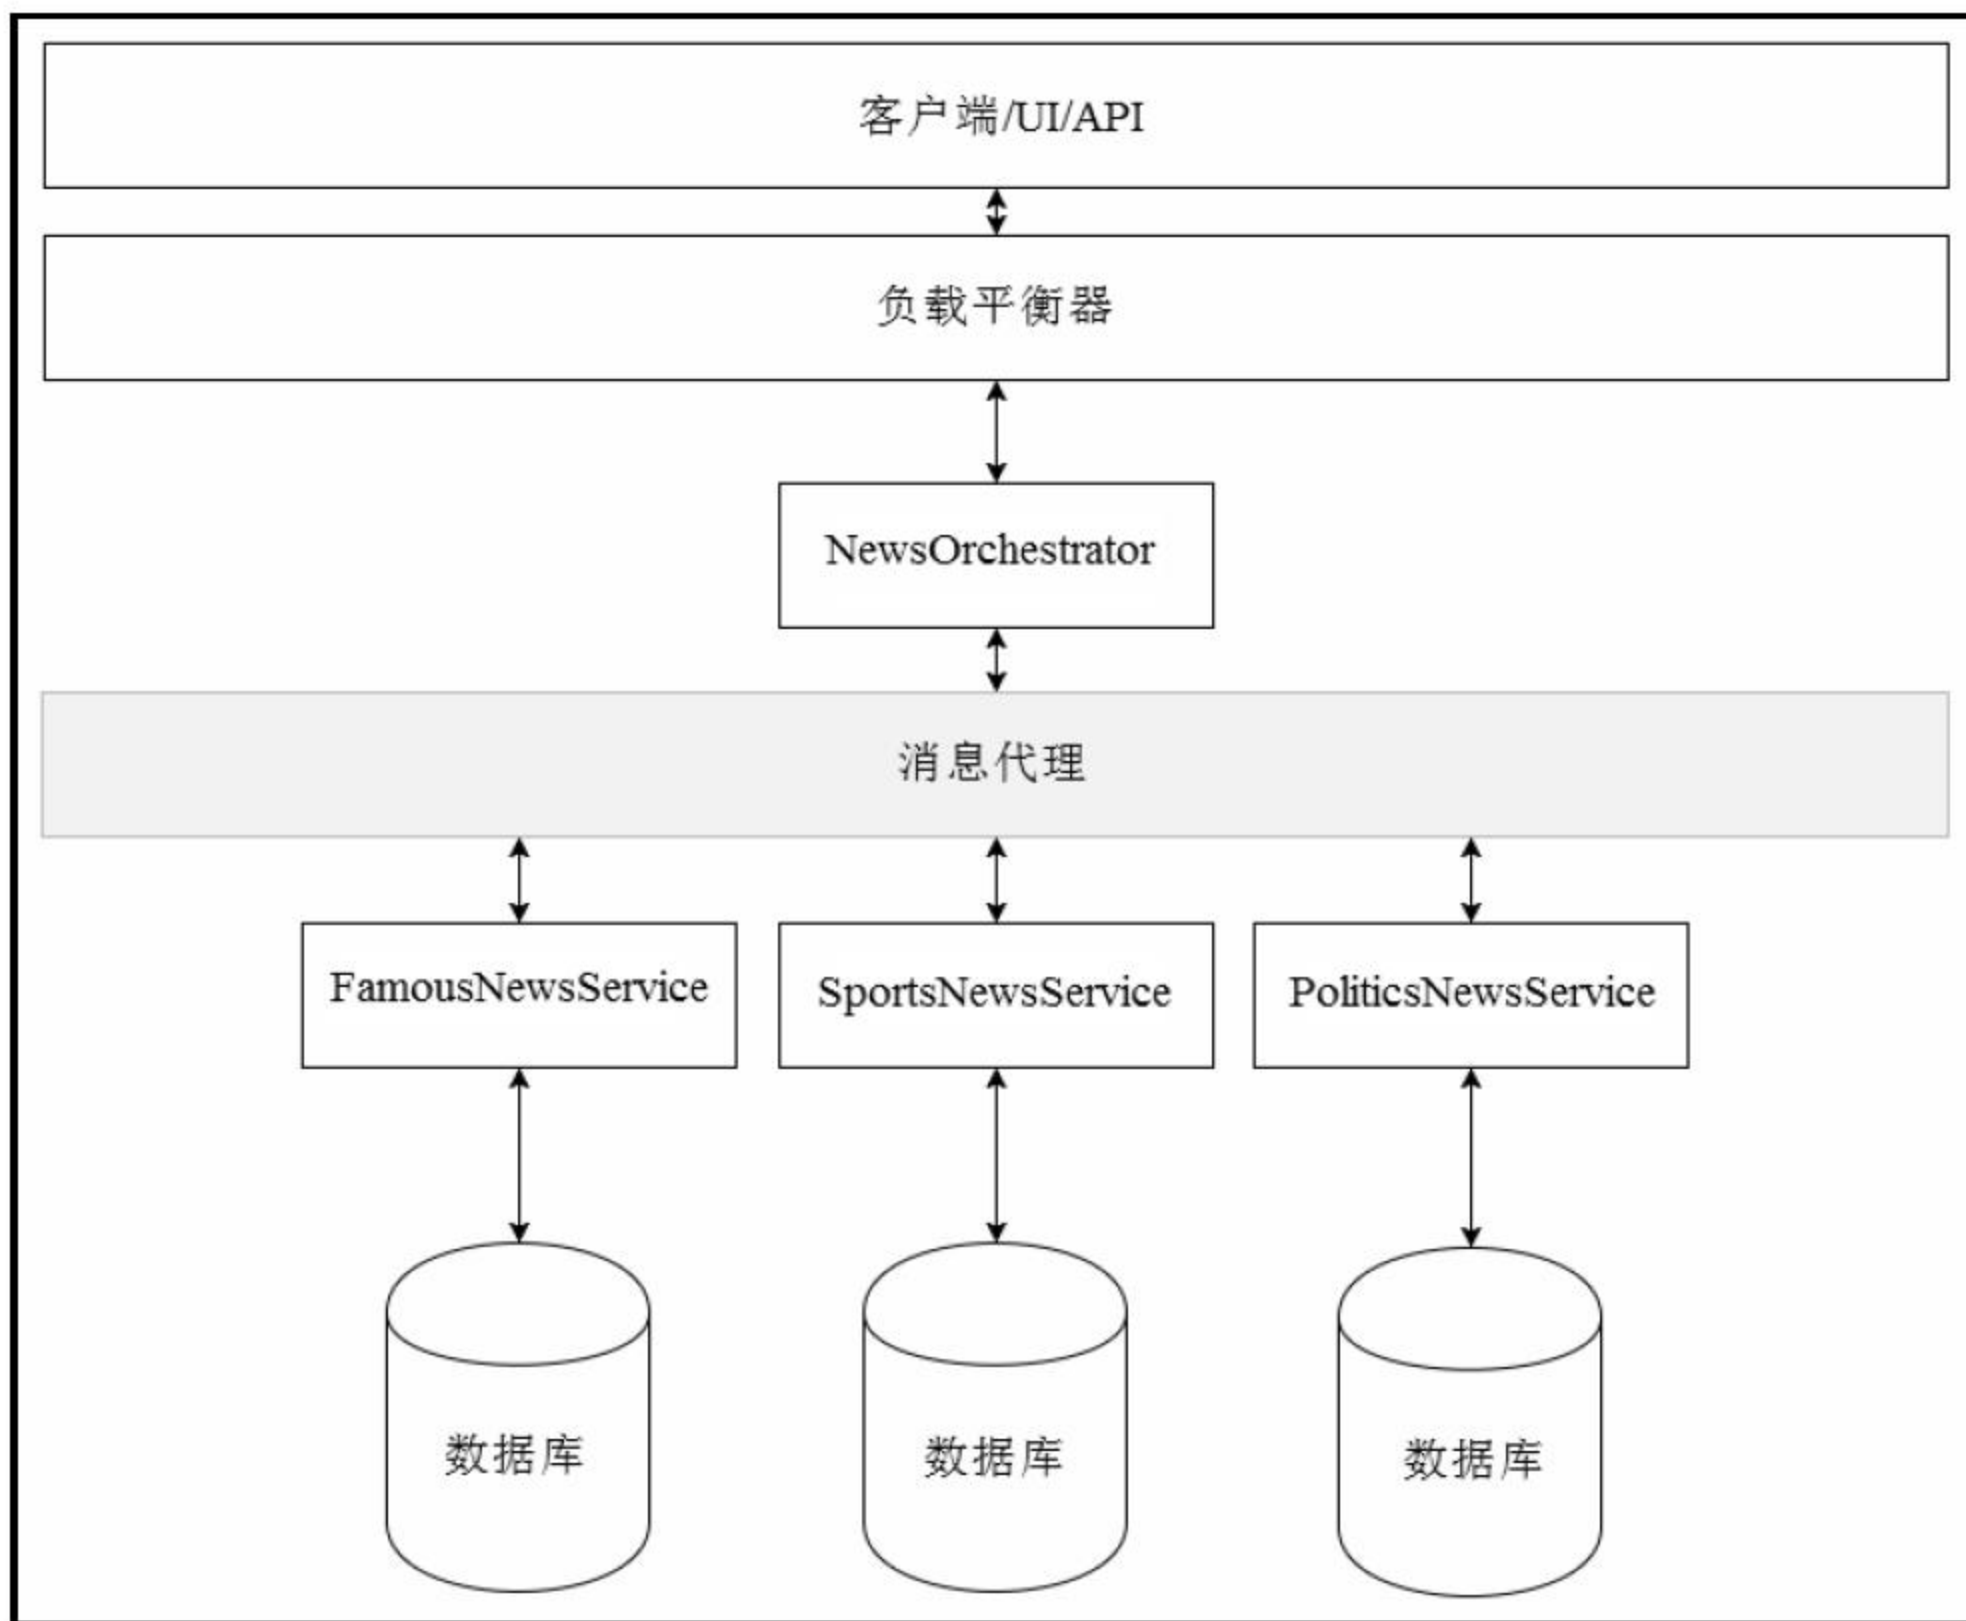 客户端/UI/API
负载平衡器
NewsOrchestrator
消息代理
FamousNewsService
SportsNewsService
PoliticsNewsService
数据库
数据库
数据库